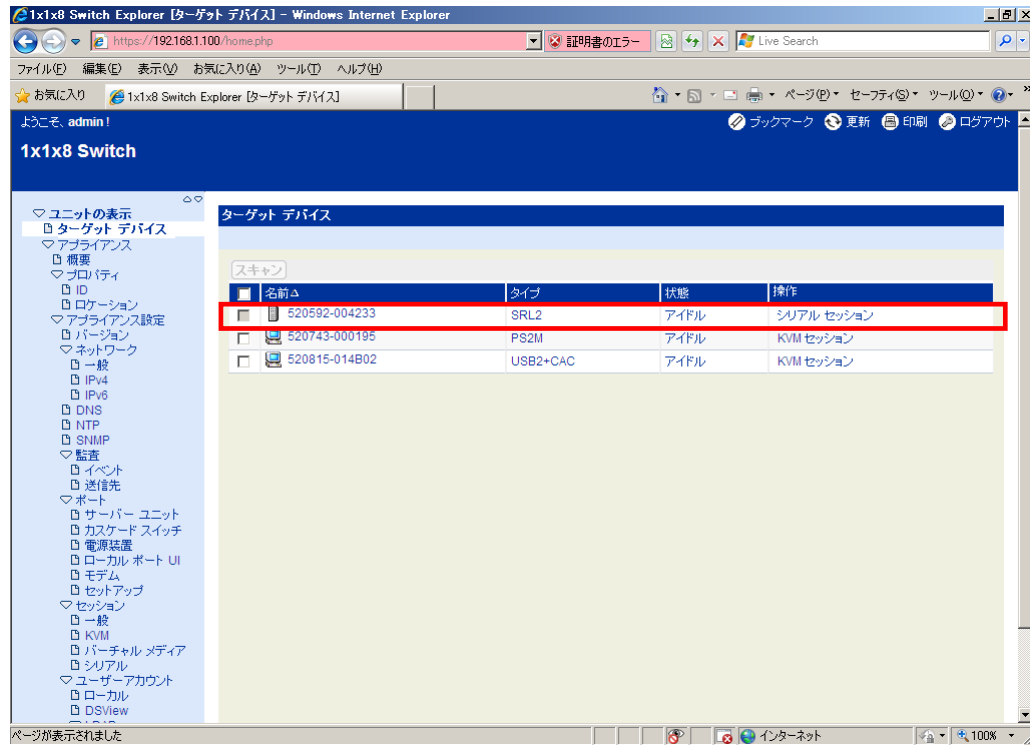 1x1x8 Switch Explorer [ターゲット デバイス] - Windows Internet Explorer
https://192.168.1.100/home.php 証明書のエラー Live Search
ファイル(F) 編集(E) 表示(V) お気に入り(A) ツール(T) ヘルプ(H)
お気に入り 1x1x8 Switch Explorer [ターゲット デバイス] ページ(P) セーフティ(S) ツール(O)
ようこそ、admin ! ブックマーク 更新 印刷 ログアウト
1x1x8 Switch
ユニットの表示
ターゲット デバイス
アプライアンス
概要
プロパティ
ID
ロケーション
アプライアンス設定
バージョン
ネットワーク
一般
IPv4
IPv6
DNS
NTP
SNMP
監査
イベント
送信先
ポート
サーバー ユニット
カスケード スイッチ
電源装置
ローカル ポート UI
モデム
セットアップ
セッション
一般
KVM
バーチャル メディア
シリアル
ユーザーアカウント
ローカル
DSView
ターゲット デバイス
スキャン
名前 タイプ 状態 操作
520592-004233 SRL2 アイドル シリアル セッション
520743-000195 PS2M アイドル KVM セッション
520815-014B02 USB2+CAC アイドル KVM セッション
ページが表示されました インターネット 100%